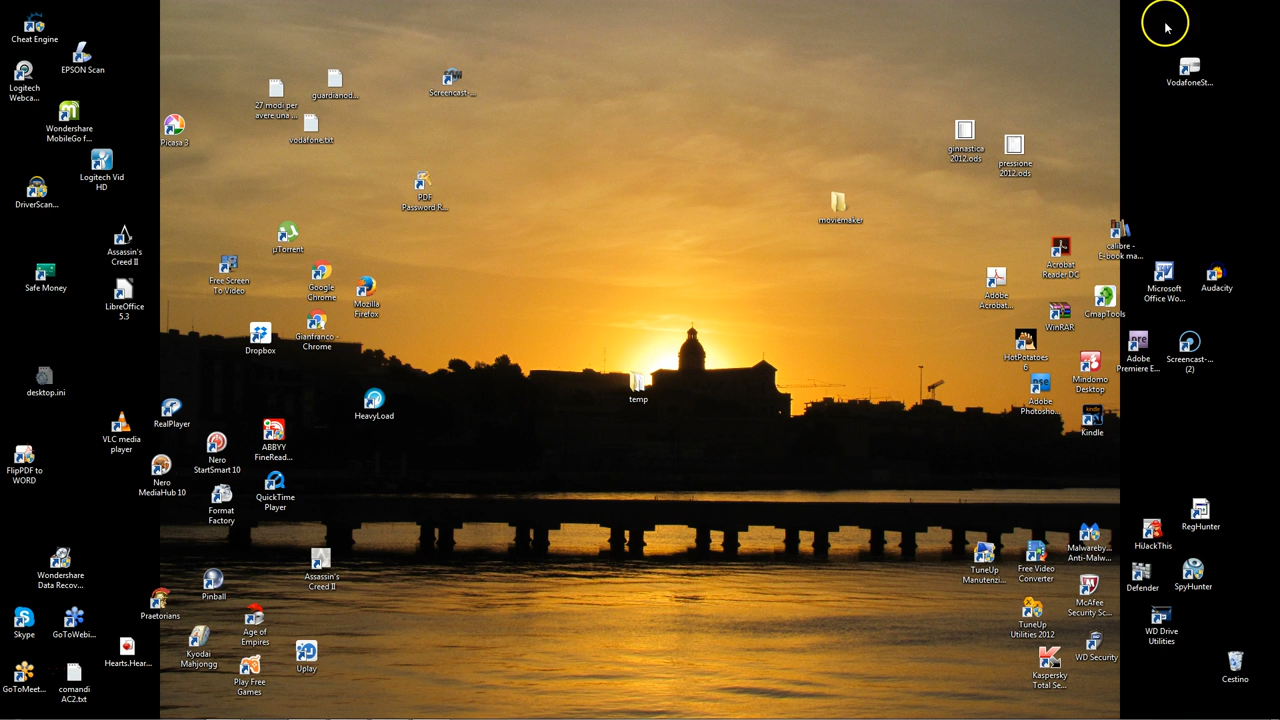 Cheat Engine
EPSON Scan
Logitech
Webca...
Wondershare
MobileGo f...
Logitech Vid
HD
DriverScan...
Assassin's
Creed II
Safe Money
LibreOffice
5.3
desktop.ini
VLC media
player
FlipPDF to
WORD
Wondershare
Data Recov...
Skype
GoToWebi...
Hearts.Hear...
GoToMeet...
comandi
AC2.txt
27 modi per
avere una ...
guardianod...
vodafone.txt
Picasa 3
Screencast-...
PDF
Password R...
µTorrent
Free Screen
To Video
Google
Chrome
Mozilla
Firefox
Dropbox
Gianfranco -
Chrome
HeavyLoad
RealPlayer
Nero
StartSmart 10
ABBYY
FineRead...
Nero
MediaHub 10
Format
Factory
QuickTime
Player
Assassin's
Creed II
Pinball
Praetorians
Age of
Empires
Kyodai
Mahjongg
Play Free
Games
Uplay
temp
moviemaker
ginnastica
2012.ods
pressione
2012.ods
VodafoneSt...
calibre -
E-book ma...
Acrobat
Reader DC
Adobe
Acrobat...
Microsoft
Office Wo...
Audacity
CmapTools
WinRAR
HotPotatoes
6
Adobe
Premiere E...
Screencast-...
(2)
Mindomo
Desktop
Adobe
Photosho...
Kindle
RegHunter
HiJackThis
Malwareby...
Anti-Malw...
TuneUp
Manutenzi...
Free Video
Converter
Defender
SpyHunter
McAfee
Security Sc...
TuneUp
Utilities 2012
WD Drive
Utilities
WD Security
Kaspersky
Total Se...
Cestino